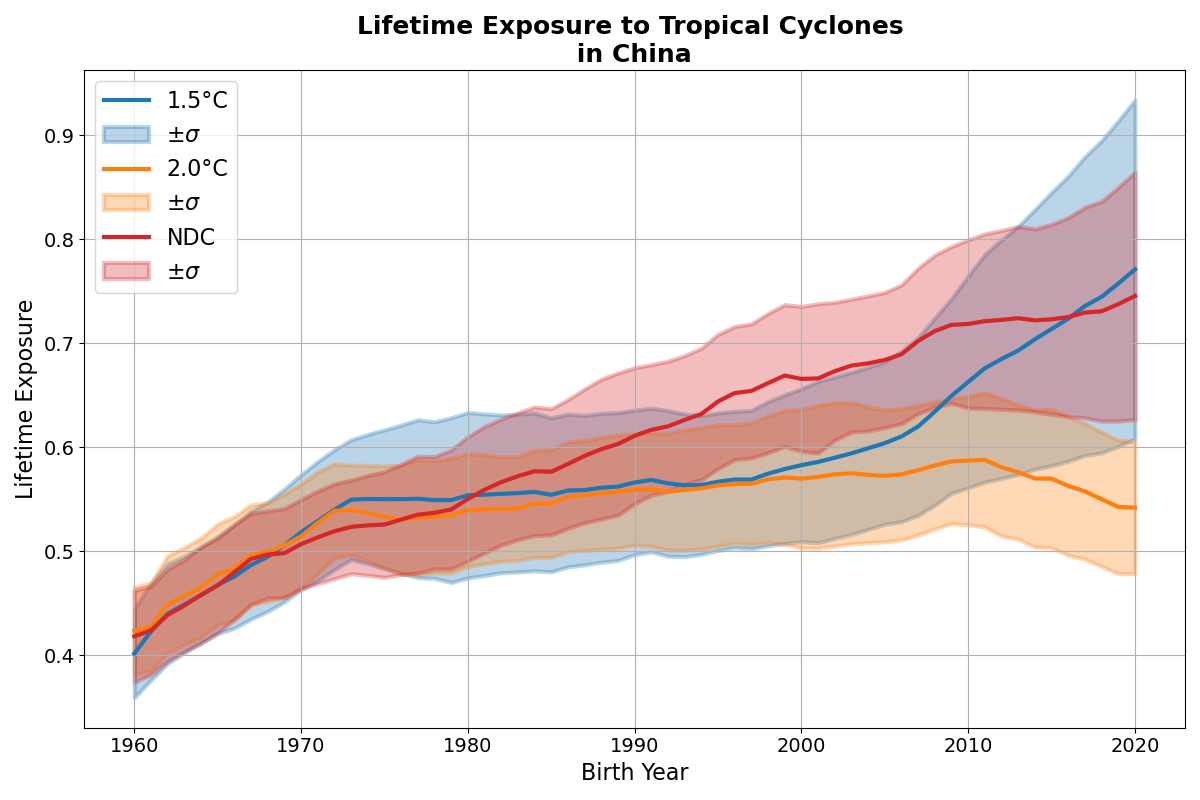 Lifetime Exposure to Tropical Cyclones
in China
1.5°C
±σ
2.0°C
±σ
NDC
±σ
Lifetime Exposure
0.9
0.8
0.7
0.6
0.5
0.4
1960 1970 1980 1990 2000 2010 2020
Birth Year